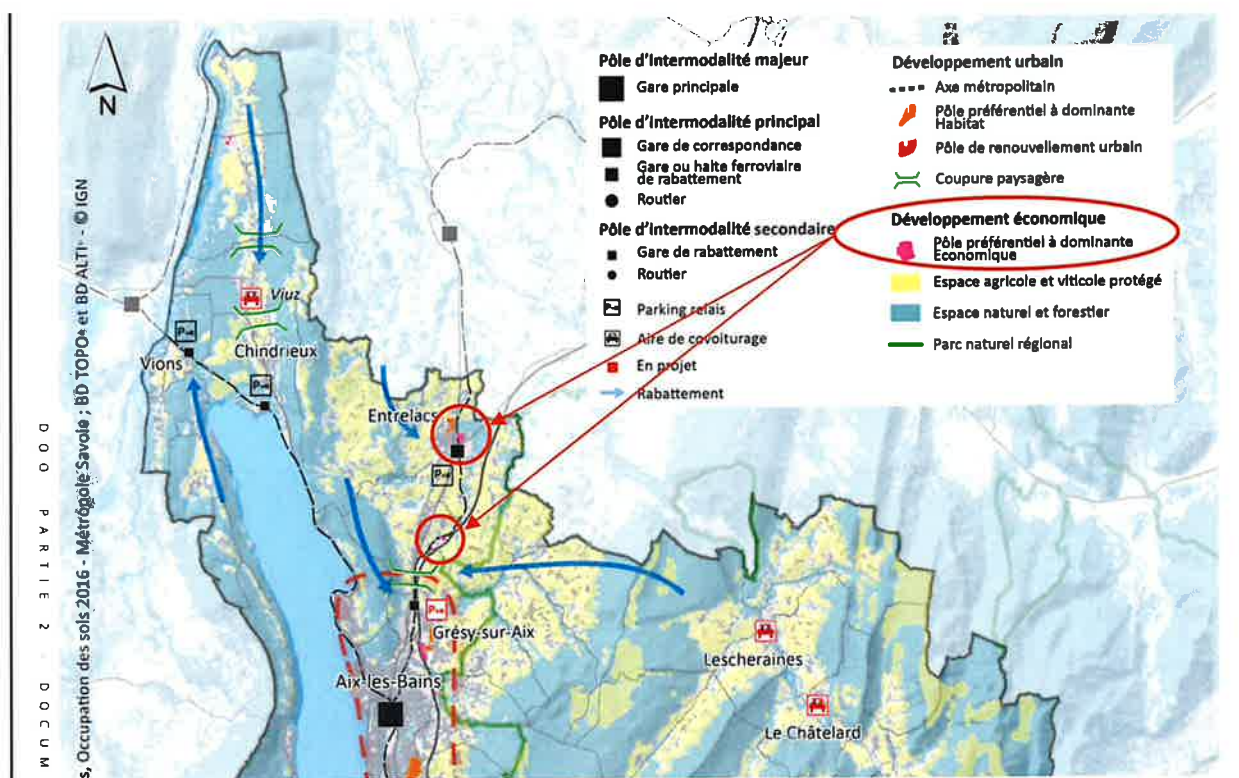 N
Pôle d'intermodalité majeur
Gare principale
Pôle d'intermodalité principal
Gare de correspondance
Gare ou halte ferroviaire
de rabattement
Routier
Pôle d'intermodalité secondaire
Gare de rabattement
Routier
Parking relais
Aire de covoiturage
En projet
Rabattement
Développement urbain
Axe métropolitain
Pôle préférentiel à dominante
Habitat
Pôle de renouvellement urbain
Coupure paysagère
Développement économique
Pôle préférentiel à dominante
Economique
Espace agricole et viticole protégé
Espace naturel et forestier
Parc naturel régional
Viuz
Chindrieux
Vions
Entrelacs
Grésy-sur-Aix
Aix-les-Bains
Lescheraines
Le Châtelard
s, Occupation des sols 2016 - Métropole Savoie ; BD TOPO® et BD ALTI® - © IGN
DOO PARTIE 2 DOCUM